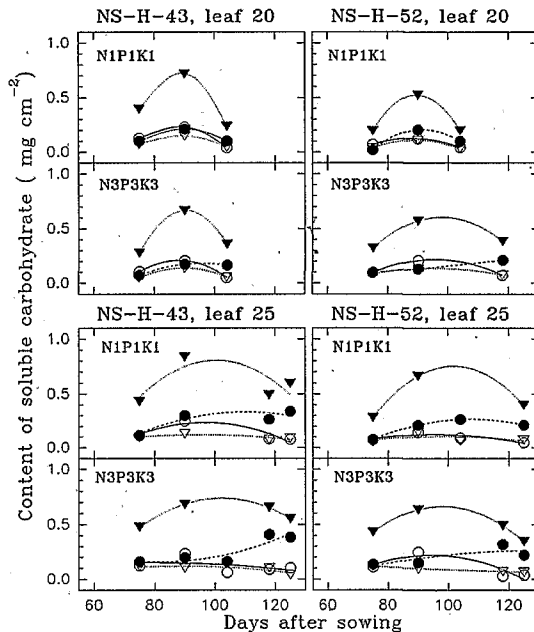 NS-H-43, leaf 20 NS-H-52, leaf 20
1.0
N1P1K1 N1P1K1
0.5
0.0
1.0
N3P3K3 N3P3K3
0.5
0.0
NS-H-43, leaf 25 NS-H-52, leaf 25
1.0
N1P1K1 N1P1K1
0.5
0.0
1.0
N3P3K3 N3P3K3
0.5
0.0
60 80 100 120 60 80 100 120
Days after sowing
Content of soluble carbohydrate ( mg cm⁻²)